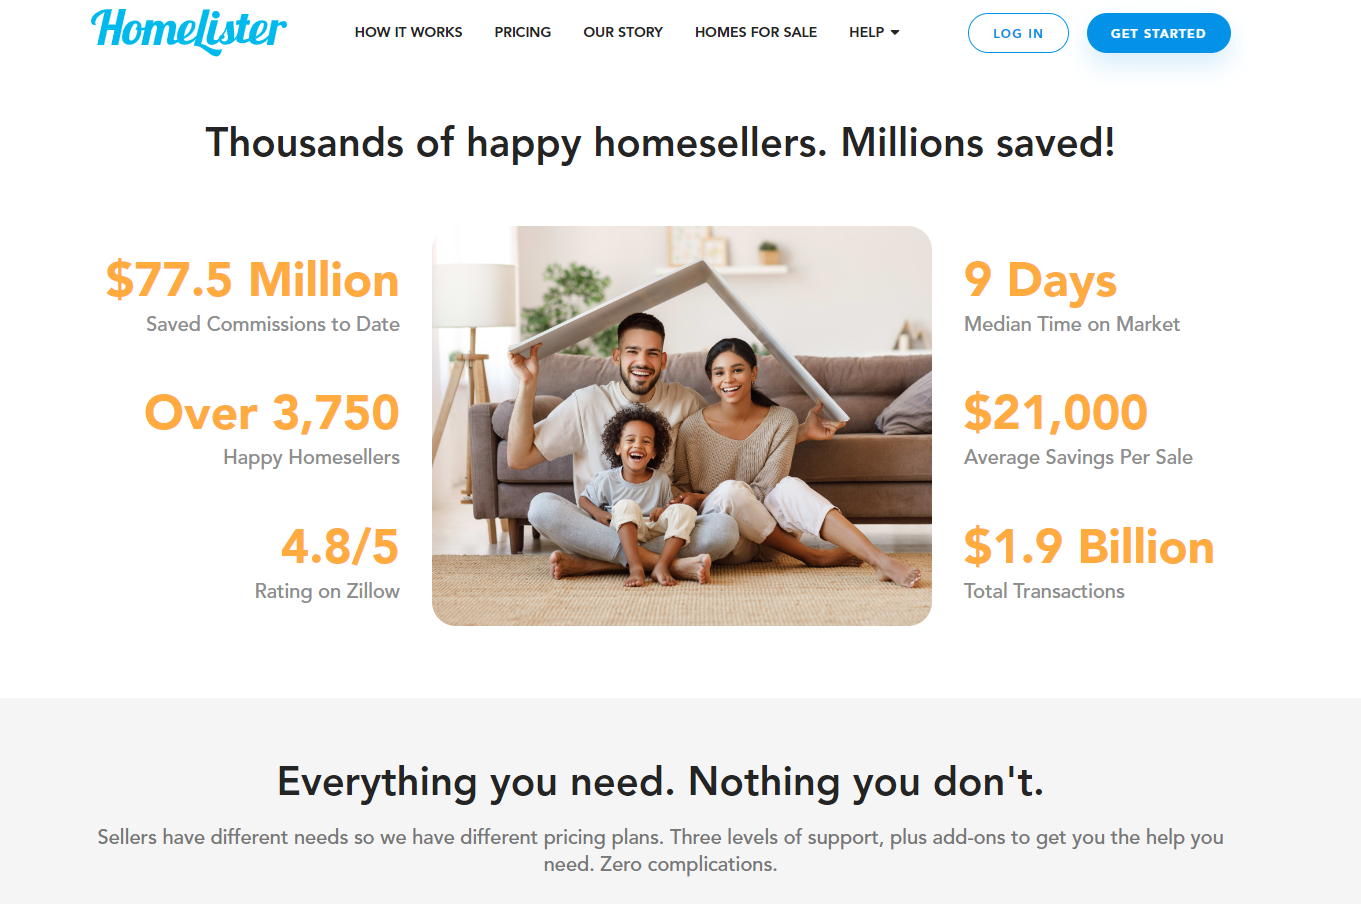 HomeLister
HOW IT WORKS
PRICING
OUR STORY
HOMES FOR SALE
HELP
LOG IN
GET STARTED
Thousands of happy homesellers. Millions saved!
$77.5 Million
Saved Commissions to Date
Over 3,750
Happy Homesellers
4.8/5
Rating on Zillow
9 Days
Median Time on Market
$21,000
Average Savings Per Sale
$1.9 Billion
Total Transactions
Everything you need. Nothing you don't.
Sellers have different needs so we have different pricing plans. Three levels of support, plus add-ons to get you the help you
need. Zero complications.